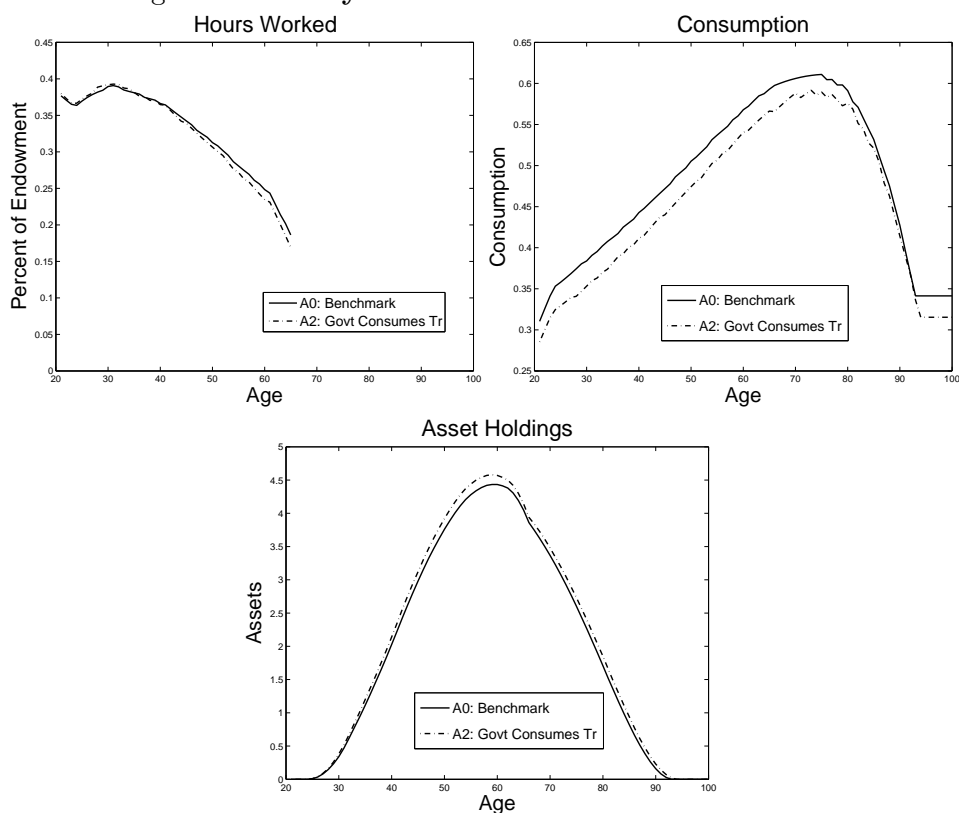 Hours Worked
0.45
0.4
0.35
0.3
0.25
0.2
0.15
0.1
0.05
0
Percent of Endowment
A0: Benchmark
A2: Govt Consumes Tr
20 30 40 50 60 70 80 90 100
Age
Consumption
0.65
0.6
0.55
0.5
0.45
0.4
0.35
0.3
0.25
Consumption
A0: Benchmark
A2: Govt Consumes Tr
20 30 40 50 60 70 80 90 100
Age
Asset Holdings
5
4.5
4
3.5
3
2.5
2
1.5
1
0.5
0
Assets
A0: Benchmark
A2: Govt Consumes Tr
20 30 40 50 60 70 80 90 100
Age